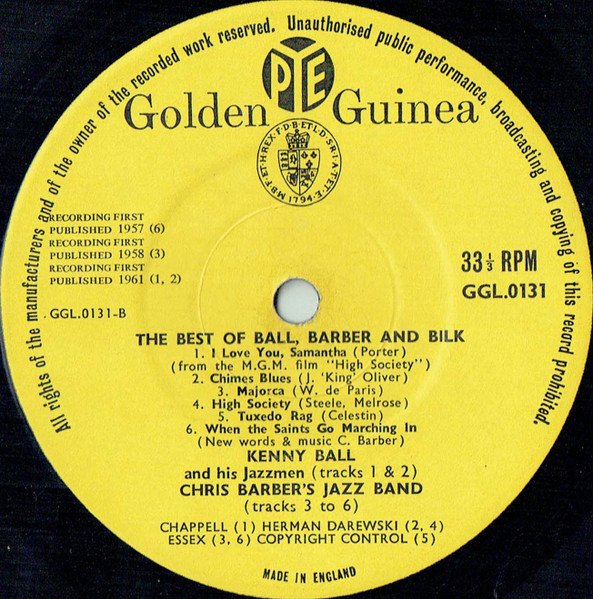 All rights of the manufacturers and of the owner of the recorded work reserved. Unauthorised public performance, broadcasting and copying of this record prohibited.
PYE
Golden Guinea
M.B.F.ET.H.REX.F.D.B.ET.L.D.S.R.I.A.T.ET.E.
1794
RECORDING FIRST
PUBLISHED 1957 (6)
RECORDING FIRST
PUBLISHED 1958 (3)
RECORDING FIRST
PUBLISHED 1961 (1, 2)
33⅓ RPM
GGL.0131
GGL.0131-B
THE BEST OF BALL, BARBER AND BILK
1. I Love You, Samantha (Porter)
(from the M.G.M. film "High Society")
2. Chimes Blues (J. 'King' Oliver)
3. Majorca (W. de Paris)
4. High Society (Steele, Melrose)
5. Tuxedo Rag (Celestin)
6. When the Saints Go Marching In
(New words & music C. Barber)
KENNY BALL
and his Jazzmen (tracks 1 & 2)
CHRIS BARBER'S JAZZ BAND
(tracks 3 to 6)
CHAPPELL (1) HERMAN DAREWSKI (2, 4)
ESSEX (3, 6) COPYRIGHT CONTROL (5)
MADE IN ENGLAND